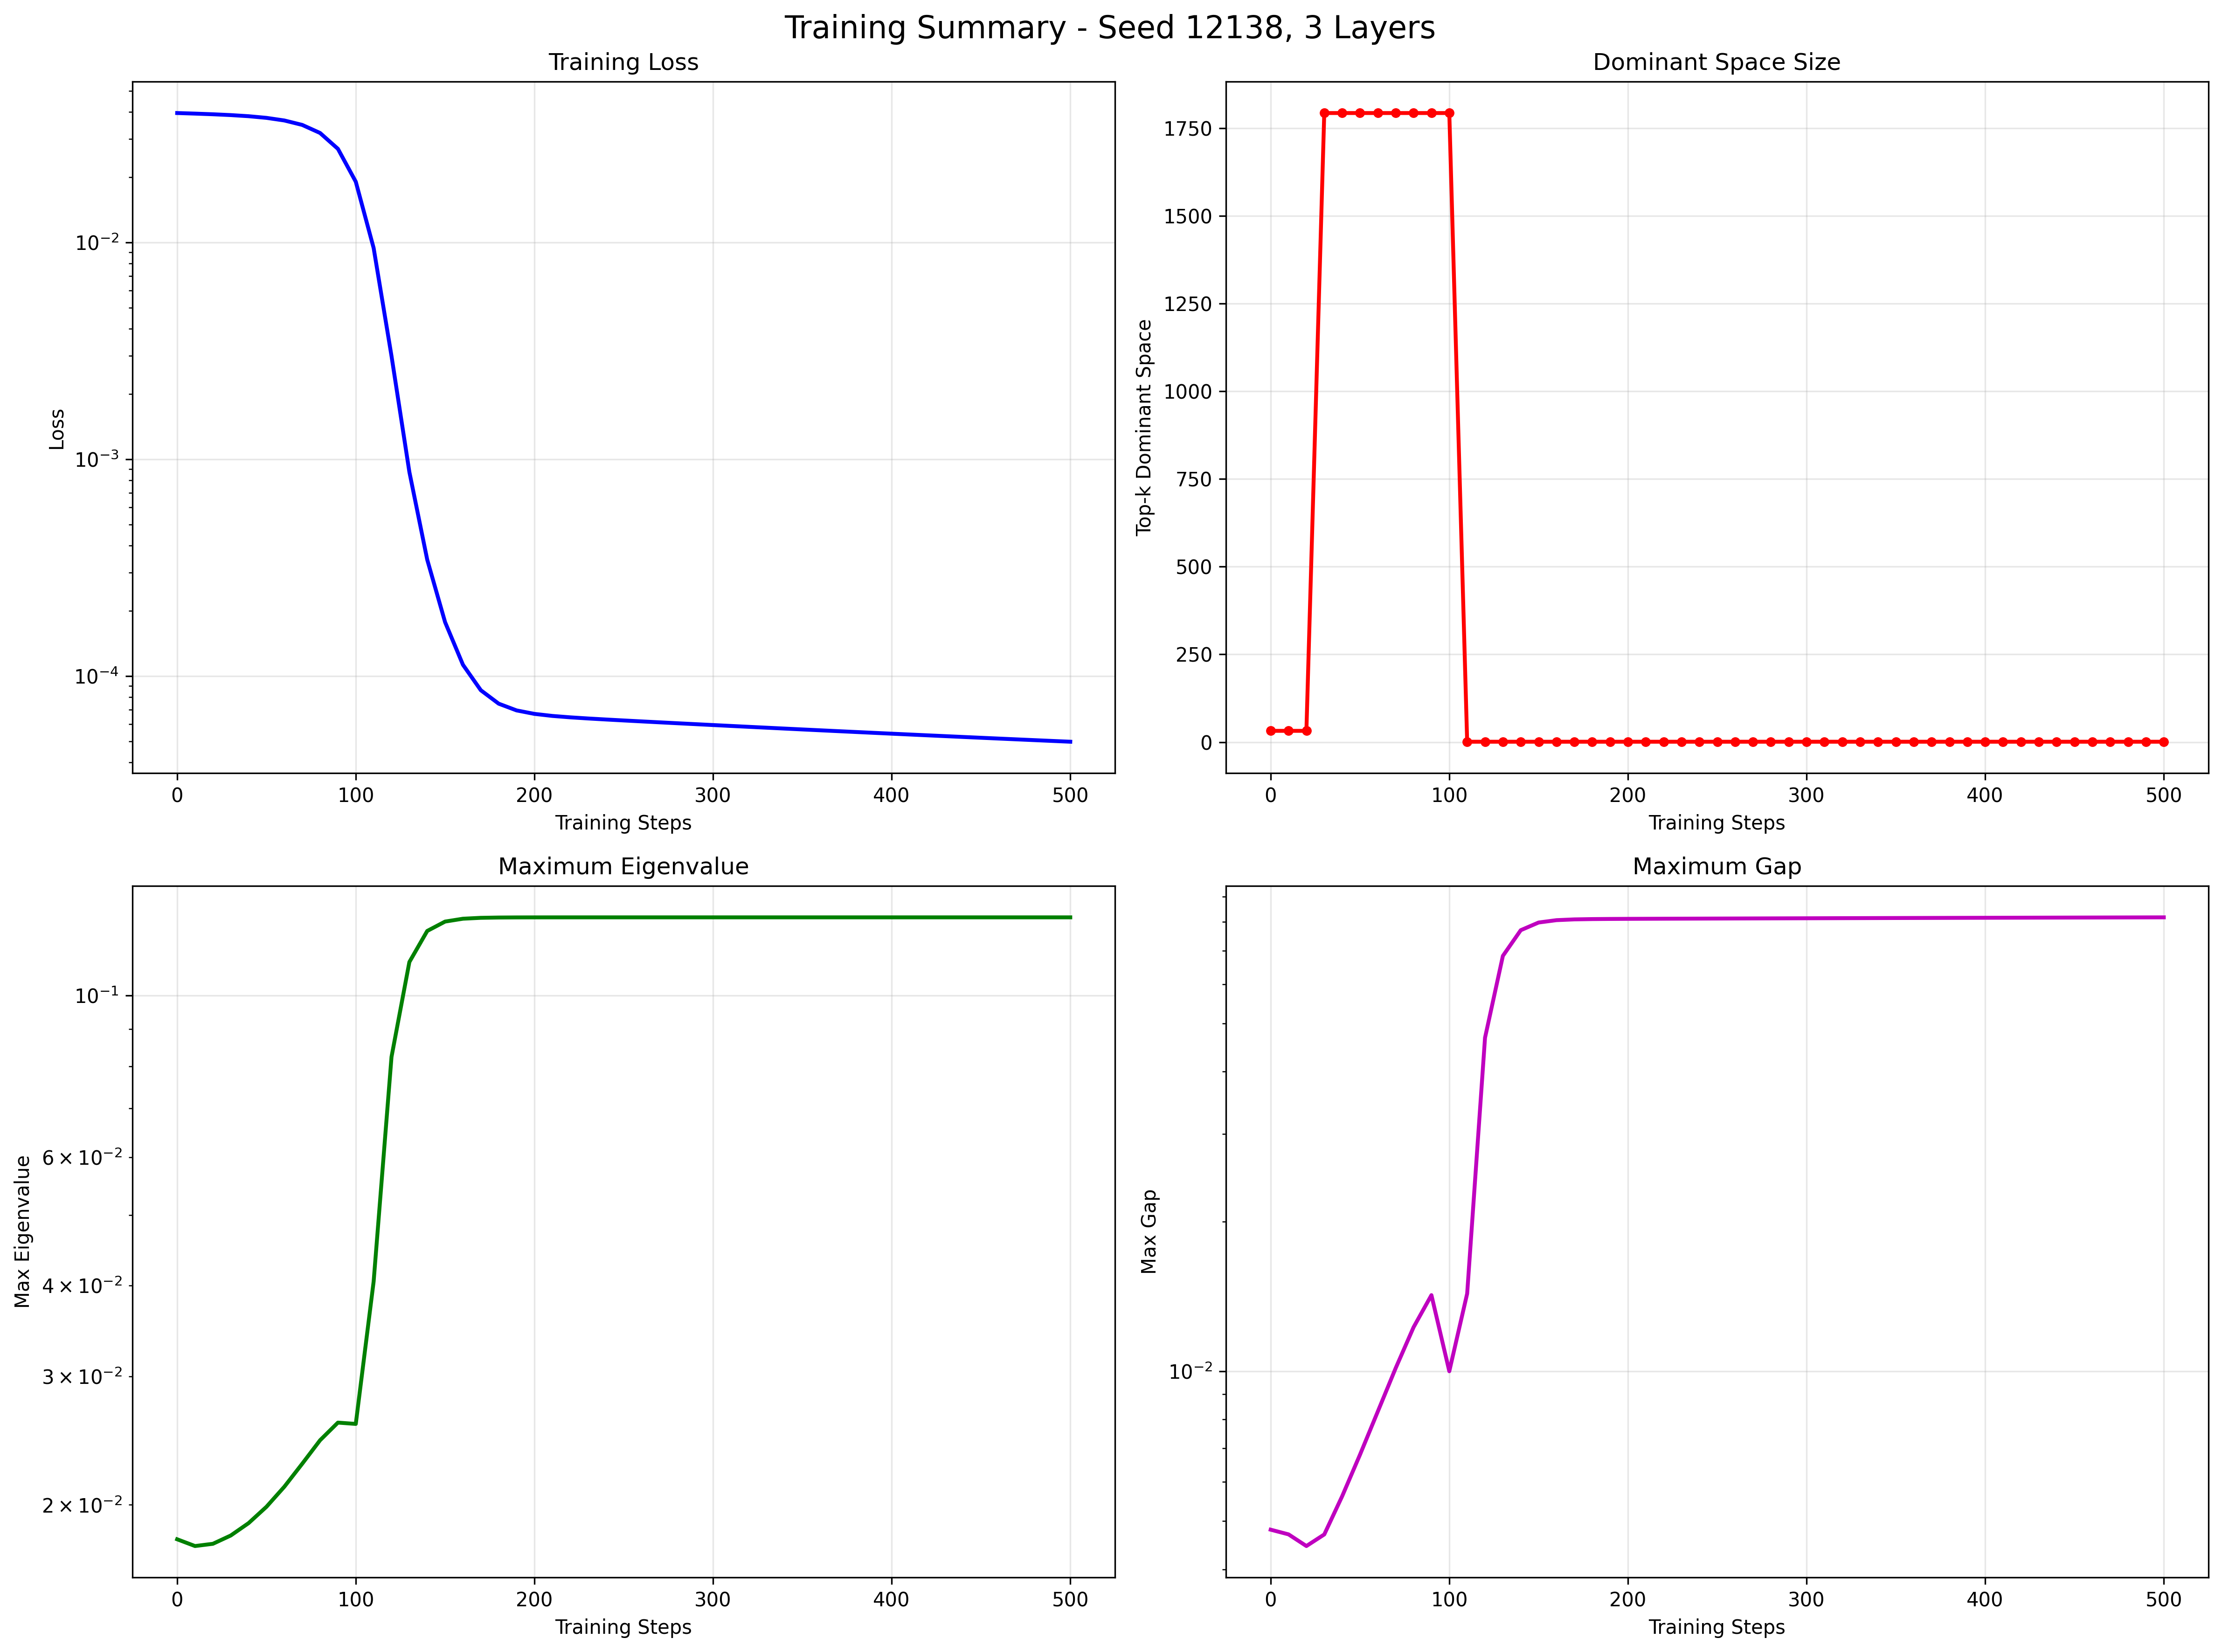 Training Summary - Seed 12138, 3 Layers
Training Loss
Loss
10⁻²
10⁻³
10⁻⁴
0 100 200 300 400 500
Training Steps
Dominant Space Size
Top-k Dominant Space
1750
1500
1250
1000
750
500
250
0
0 100 200 300 400 500
Training Steps
Maximum Eigenvalue
Max Eigenvalue
10⁻¹
6 × 10⁻²
4 × 10⁻²
3 × 10⁻²
2 × 10⁻²
0 100 200 300 400 500
Training Steps
Maximum Gap
Max Gap
10⁻²
0 100 200 300 400 500
Training Steps